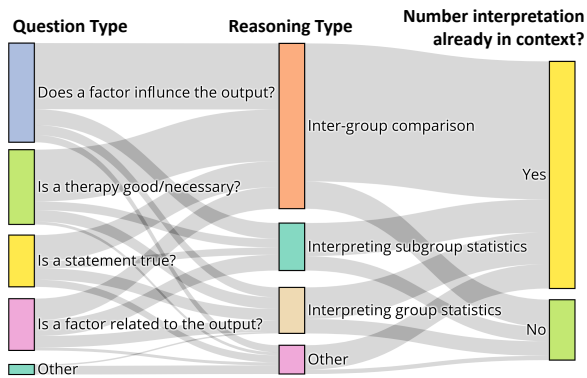 Question Type
Reasoning Type
Number interpretation
already in context?
Does a factor influnce the output?
Is a therapy good/necessary?
Is a statement true?
Is a factor related to the output?
Other
Inter-group comparison
Interpreting subgroup statistics
Interpreting group statistics
Other
Yes
No